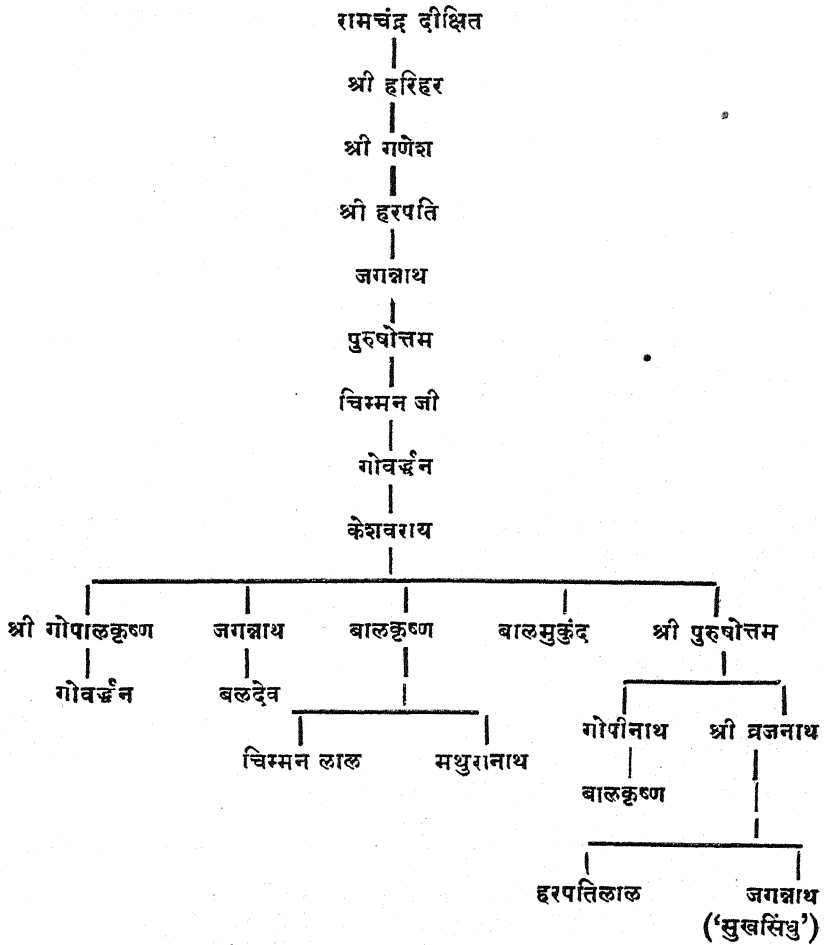 रामचंद्र दीक्षित
श्री हरिहर
श्री गणेश
श्री हरपति
जगन्नाथ
पुरुषोत्तम
चिम्मन जी
गोवर्द्धन
केशवराय
श्री गोपालकृष्ण जगन्नाथ बालकृष्ण बालमुकुंद श्री पुरुषोत्तम
गोवर्द्धन बलदेव
गोपीनाथ श्री व्रजनाथ
चिम्मन लाल मथुरानाथ
बालकृष्ण
हरपतिलाल जगन्नाथ
('सुखसिंधु')